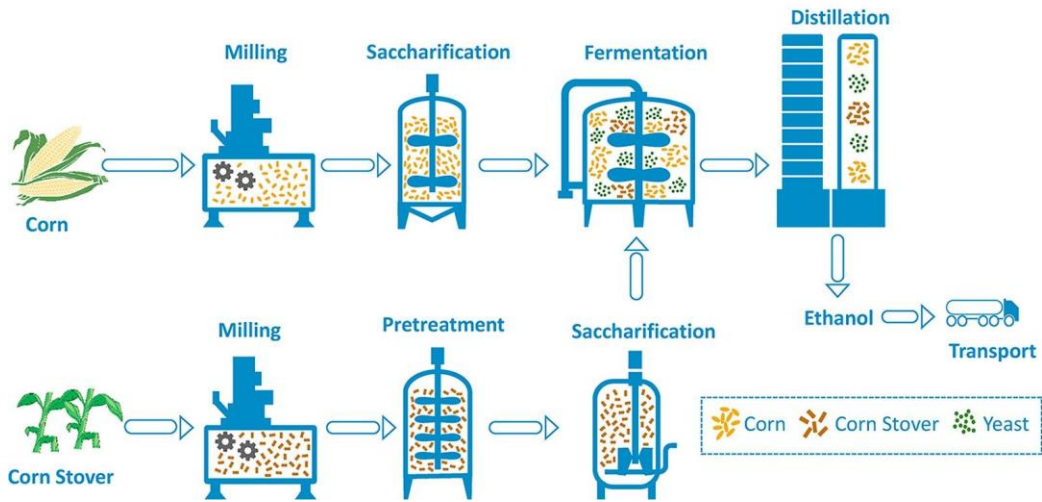 Distillation
Milling
Saccharification
Fermentation
Corn
Milling
Pretreatment
Saccharification
Ethanol
Transport
Corn Stover
Corn
Corn Stover
Yeast